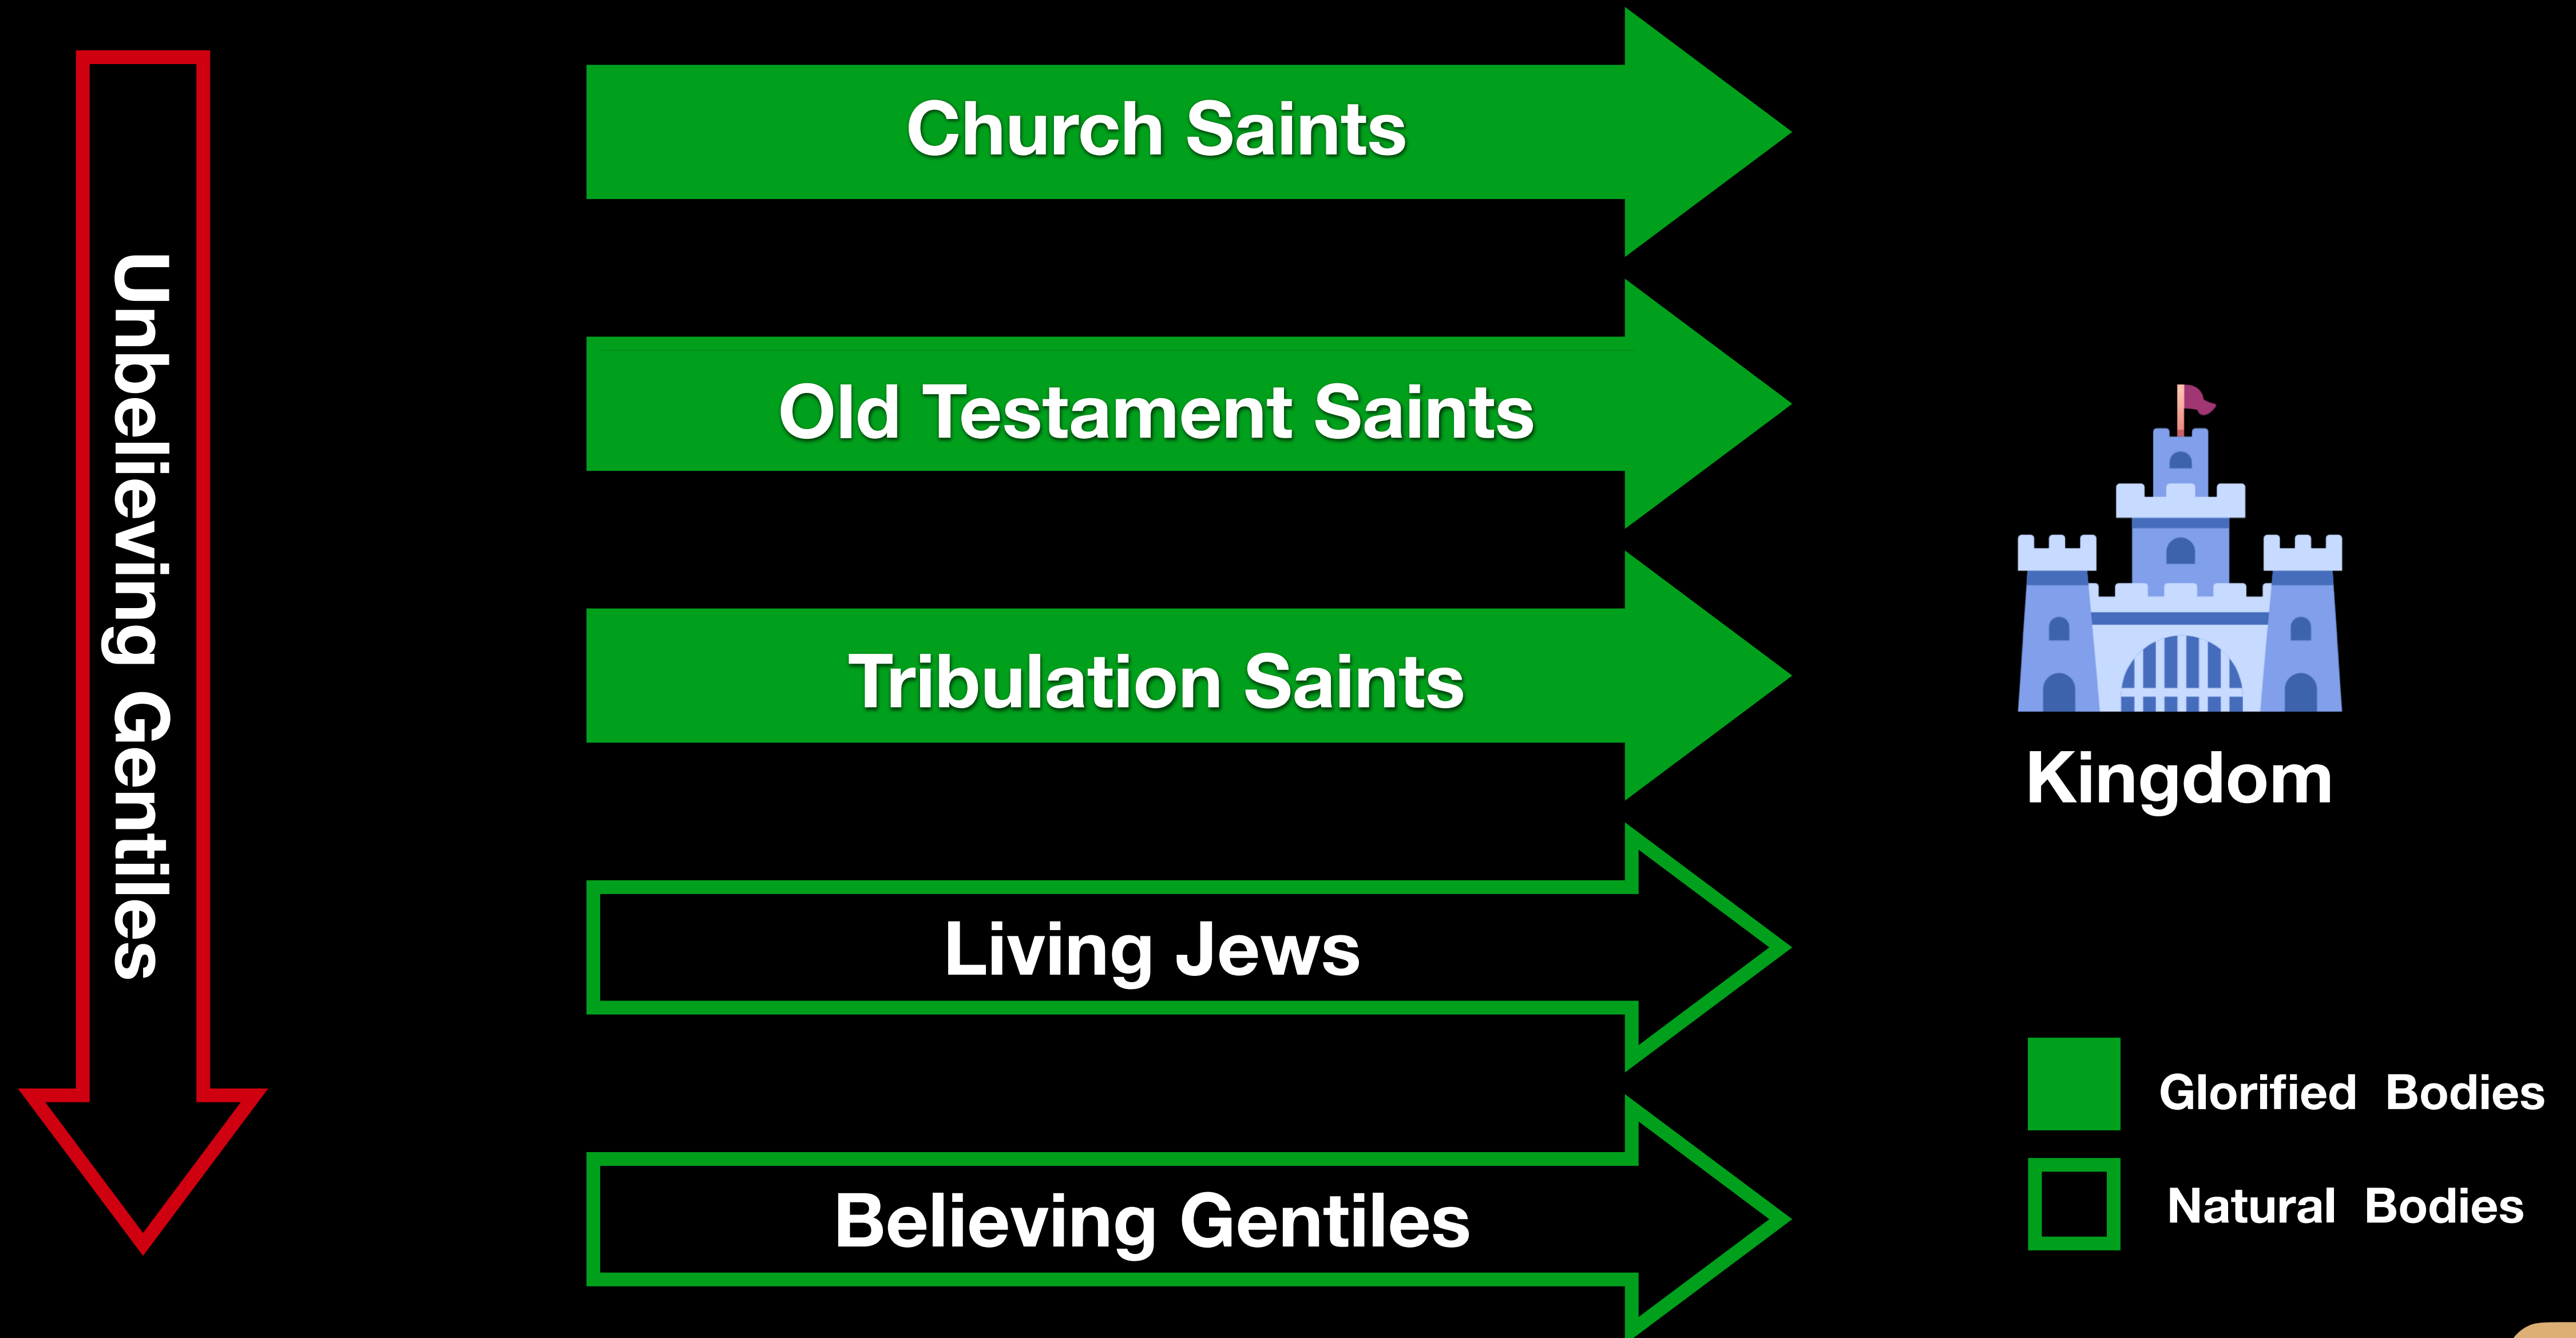 Unbelieving Gentiles
Church Saints
Old Testament Saints
Tribulation Saints
Living Jews
Believing Gentiles
Kingdom
Glorified Bodies
Natural Bodies